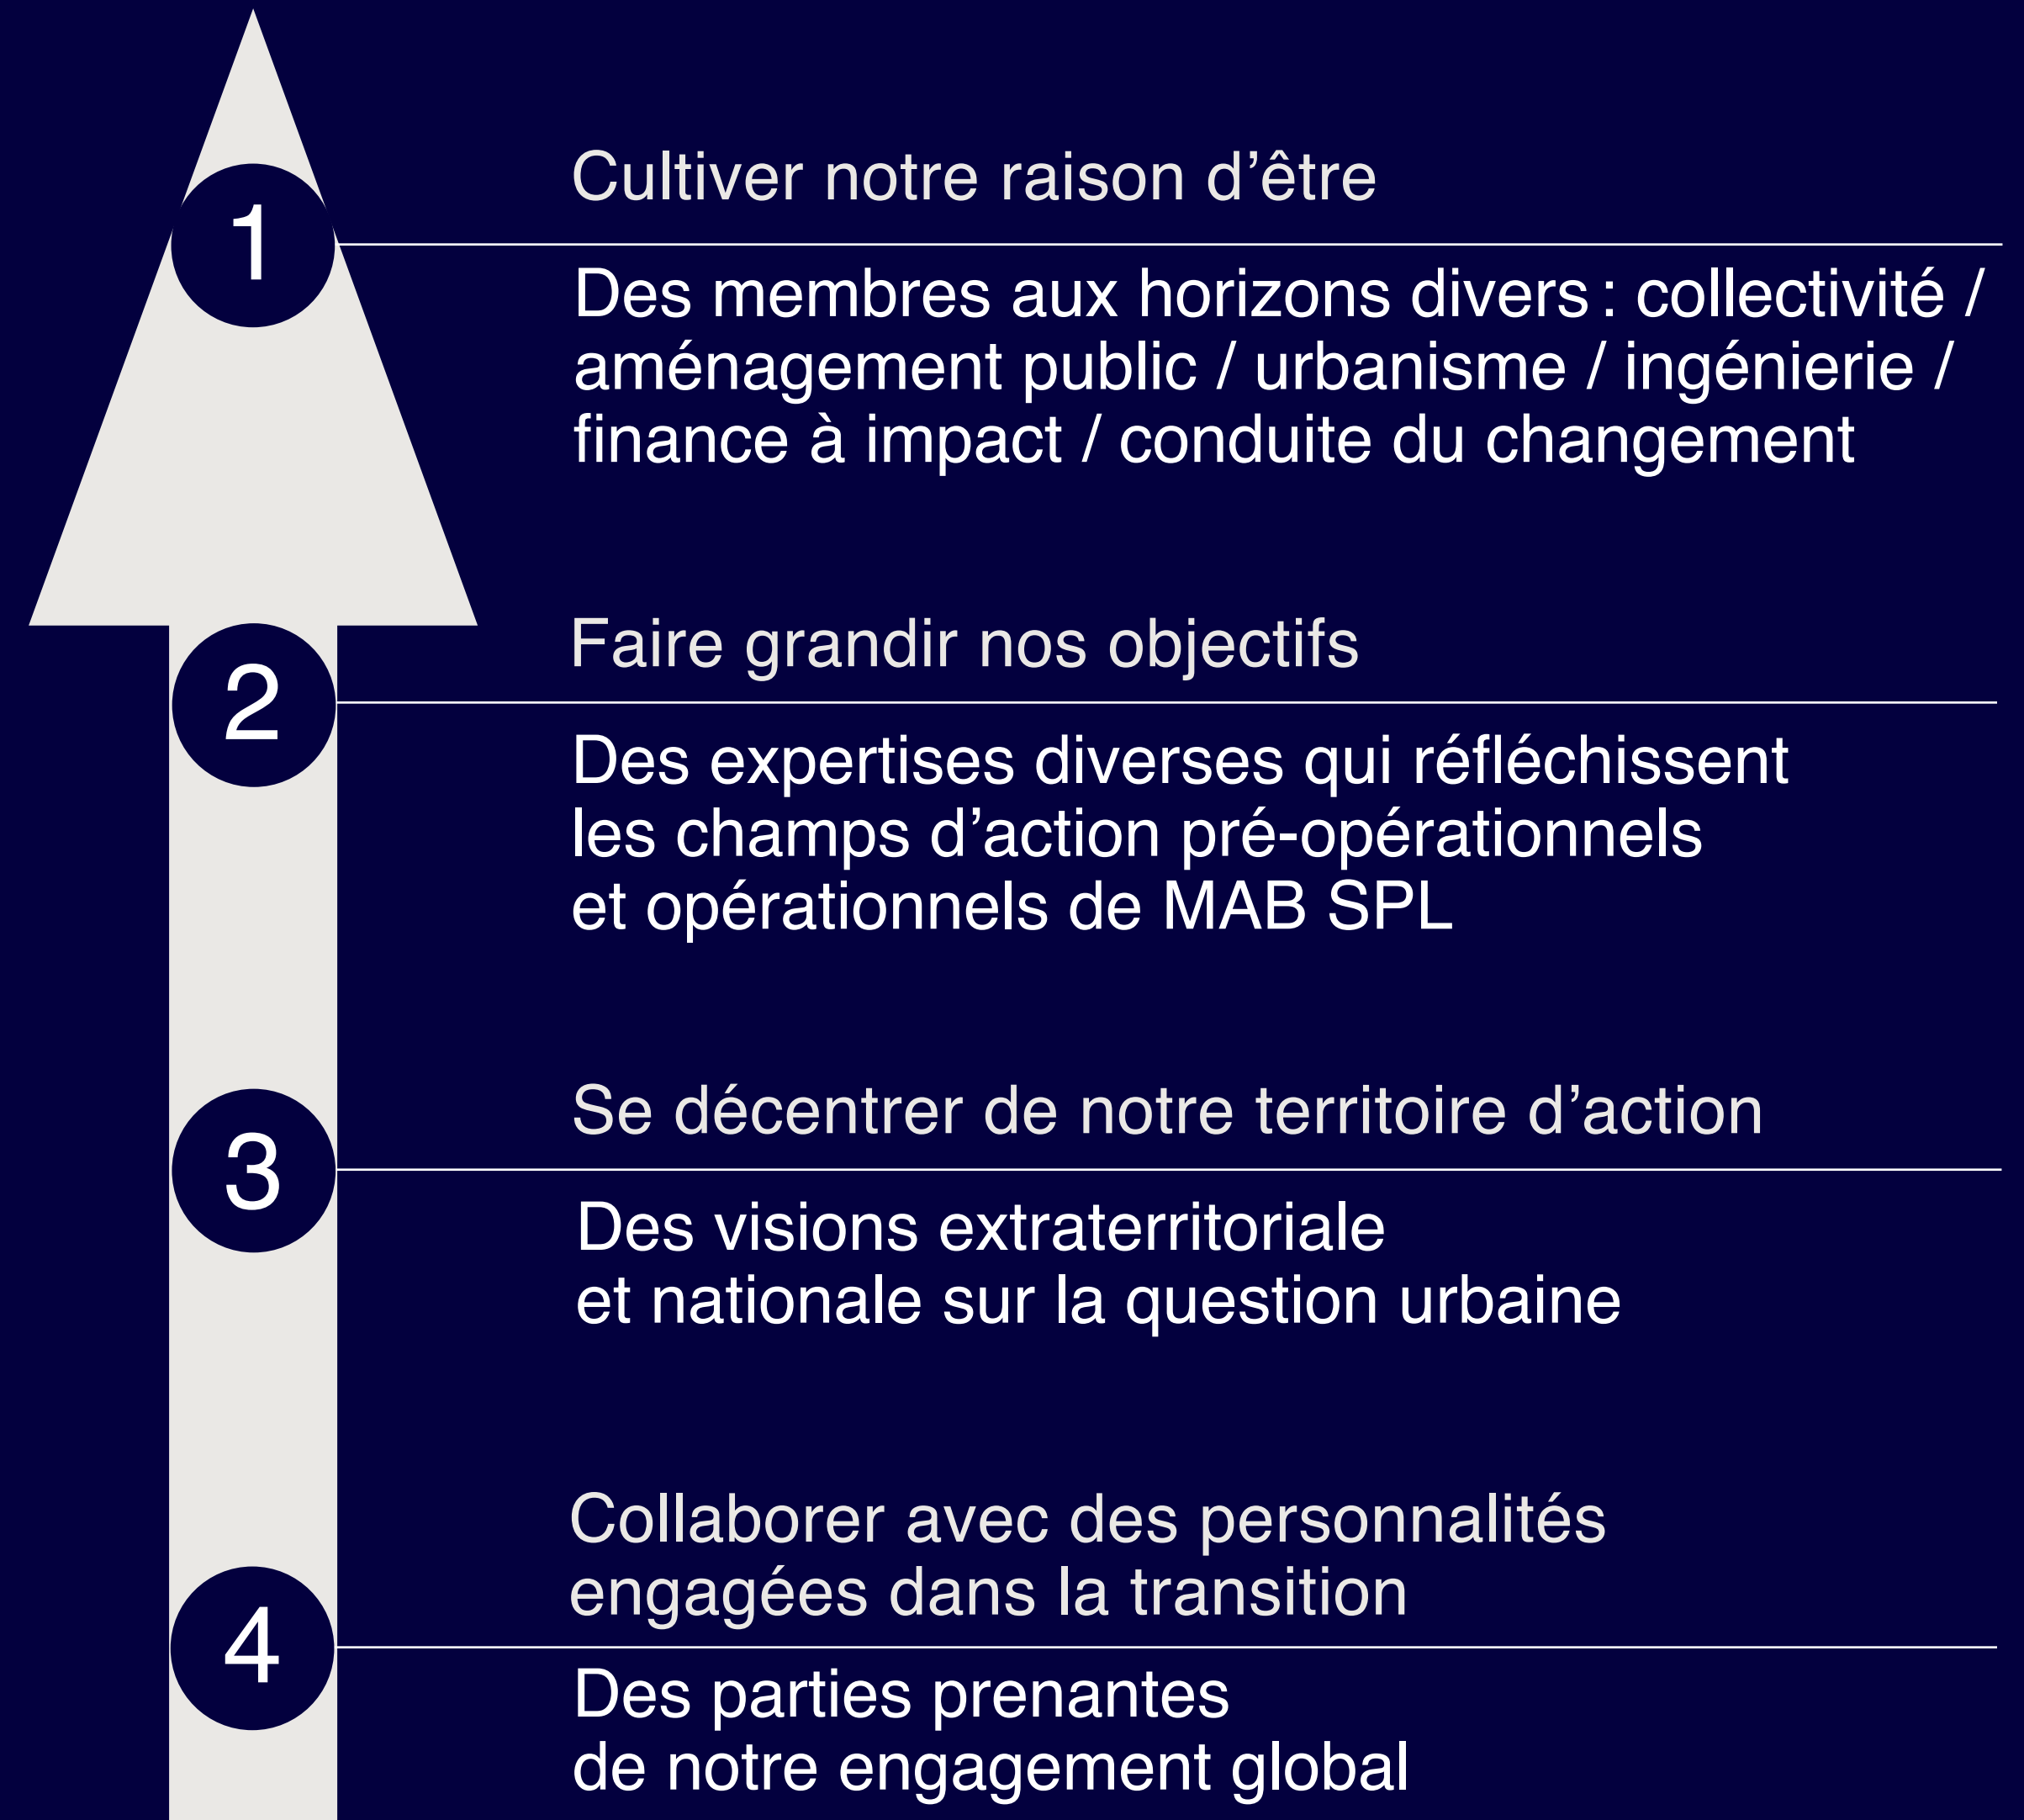 1
Cultiver notre raison d’être
Des membres aux horizons divers : collectivité /
aménagement public / urbanisme / ingénierie /
finance à impact / conduite du changement
2
Faire grandir nos objectifs
Des expertises diverses qui réfléchissent
les champs d’action pré-opérationnels
et opérationnels de MAB SPL
3
Se décentrer de notre territoire d’action
Des visions extraterritoriale
et nationale sur la question urbaine
4
Collaborer avec des personnalités
engagées dans la transition
Des parties prenantes
de notre engagement global